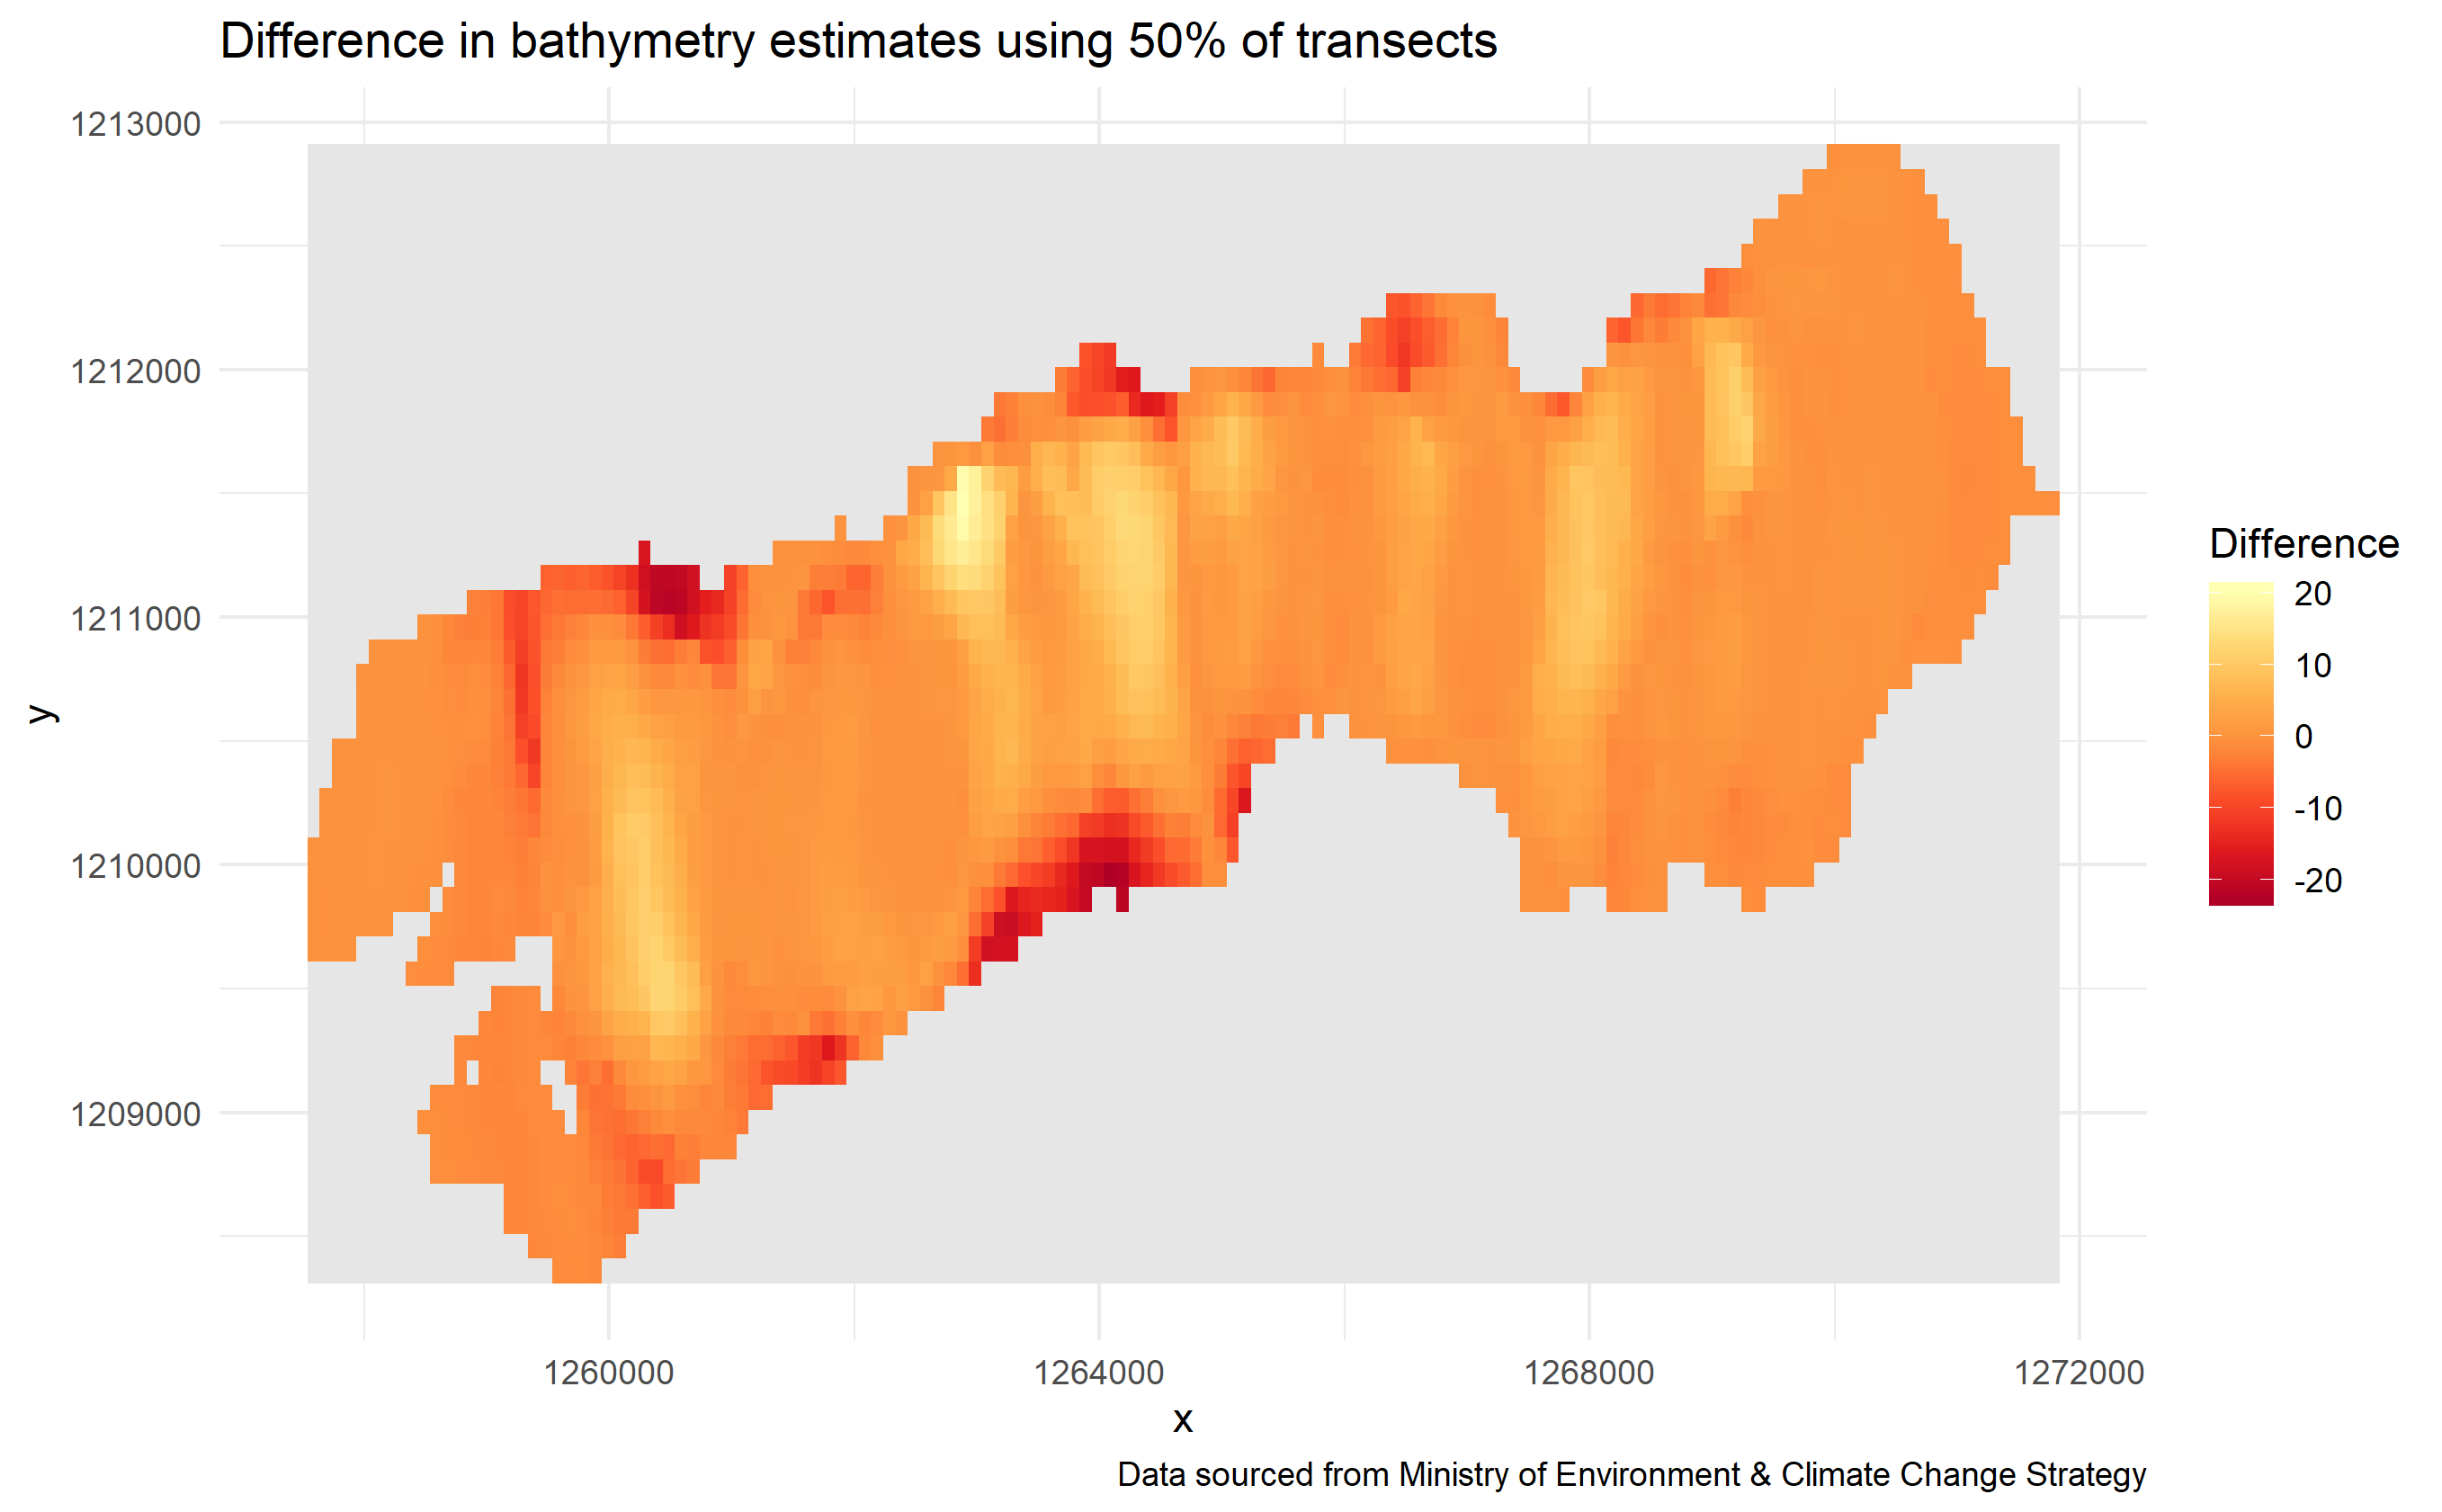 Difference in bathymetry estimates using 50% of transects
1213000
1212000
1211000
1210000
1209000
y
1260000 1264000 1268000 1272000
x
Difference
20
10
0
-10
-20
Data sourced from Ministry of Environment & Climate Change Strategy